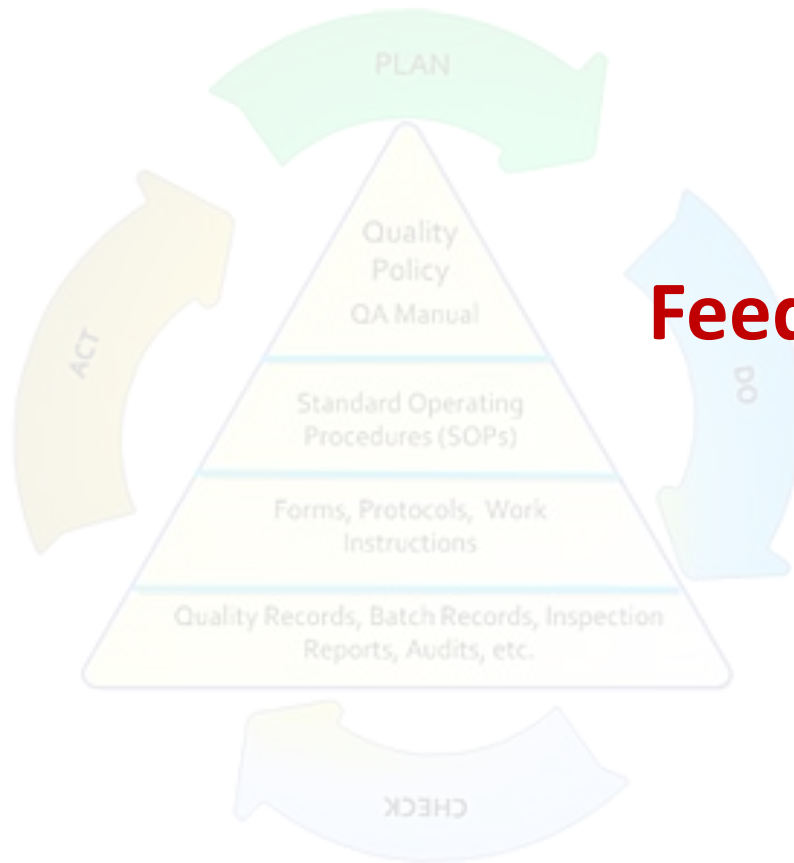 PLAN
Quality
Policy
QA Manual
Feed
DO
ACT
Standard Operating
Procedures (SOPs)
Forms, Protocols, Work
Instructions
Quality Records, Batch Records, Inspection
Reports, Audits, etc.
CHECK